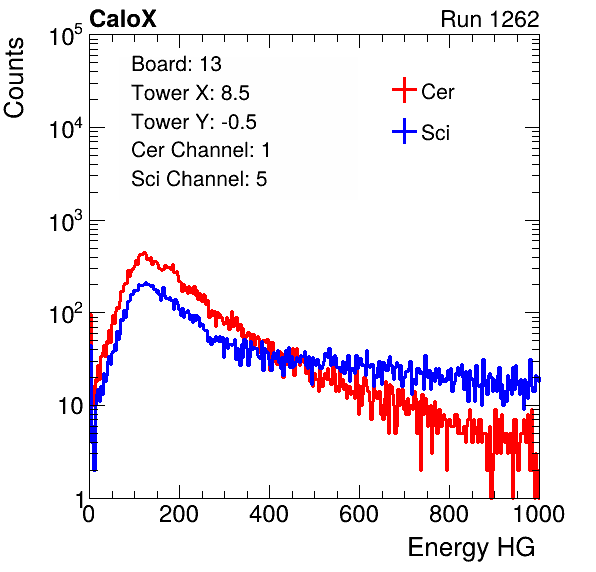 CaloX Run 1262
Counts
10^5
10^4
10^3
10^2
10
1
Board: 13
Tower X: 8.5
Tower Y: -0.5
Cer Channel: 1
Sci Channel: 5
Cer
Sci
0 200 400 600 800 1000
Energy HG